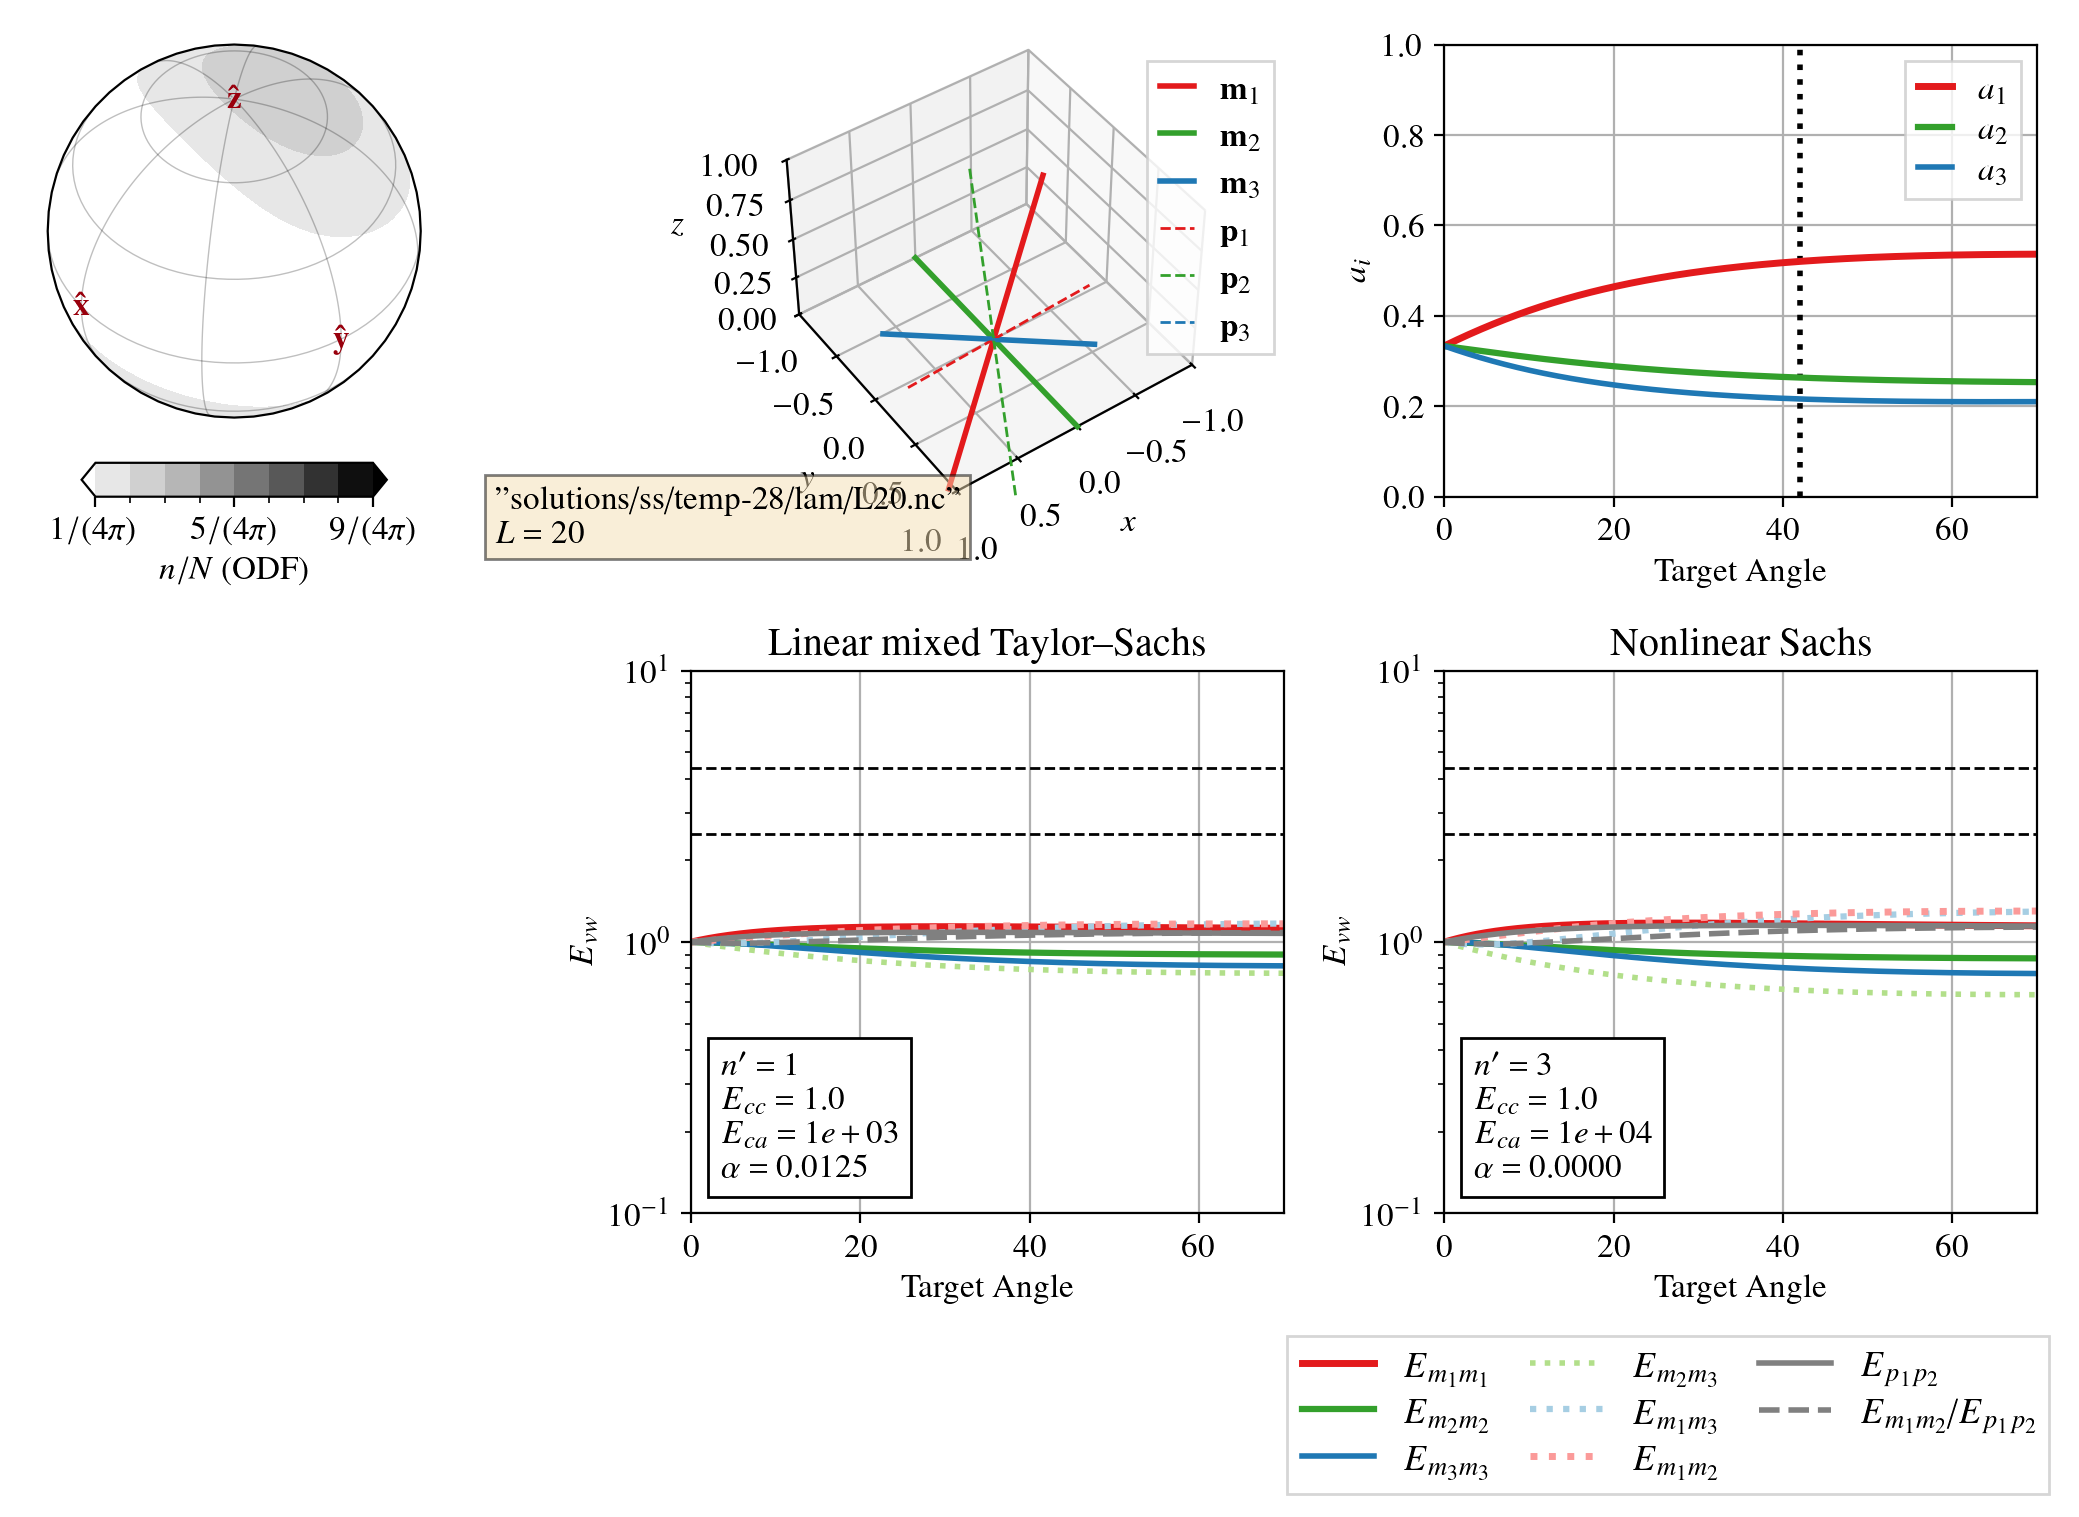 ẑ
x̂
ŷ
1/(4π) 5/(4π) 9/(4π)
n/N (ODF)
m1
m2
m3
p1
p2
p3
1.00
0.75
0.50
0.25
0.00
z
−1.0
−0.5
0.0
0.5
1.0
y
−1.0
−0.5
0.0
0.5
1.0
x
"solutions/ss/temp-28/lam/L20.nc"
L = 20
a1
a2
a3
1.0
0.8
0.6
0.4
0.2
0.0
ai
0 20 40 60
Target Angle
Linear mixed Taylor–Sachs
10^1
10^0
10^−1
Evw
n′ = 1
Ecc = 1.0
Eca = 1e + 03
α = 0.0125
0 20 40 60
Target Angle
Nonlinear Sachs
10^1
10^0
10^−1
Evw
n′ = 3
Ecc = 1.0
Eca = 1e + 04
α = 0.0000
0 20 40 60
Target Angle
Em1m1 Em2m3 Ep1p2
Em2m2 Em1m3 Em1m2/Ep1p2
Em3m3 Em1m2